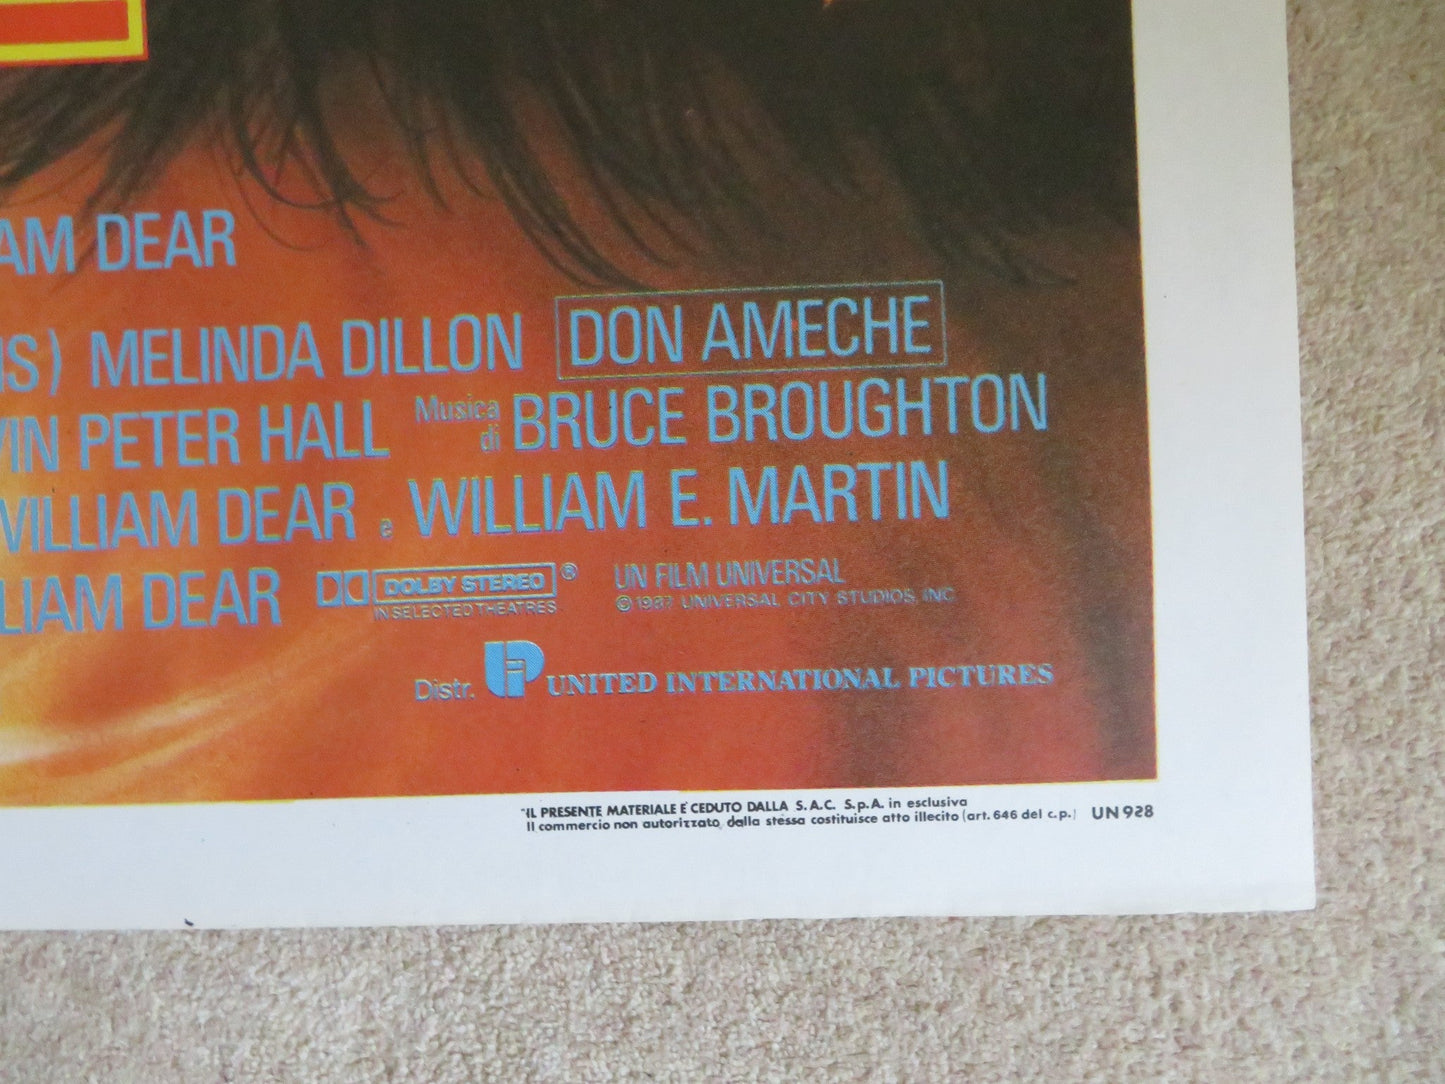 AM DEAR
IS) MELINDA DILLON DON AMECHE
VIN PETER HALL Musica di BRUCE BROUGHTON
WILLIAM DEAR e WILLIAM E. MARTIN
LIAM DEAR DOLBY STEREO ® UN FILM UNIVERSAL
IN SELECTED THEATRES © 1987 UNIVERSAL CITY STUDIOS, INC.
Distr. UIP UNITED INTERNATIONAL PICTURES
"IL PRESENTE MATERIALE E' CEDUTO DALLA S.A.C. S.p.A. in esclusiva
Il commercio non autorizzato, dalla stessa costituisce atto illecito (art. 646 del c.p.) UN 928